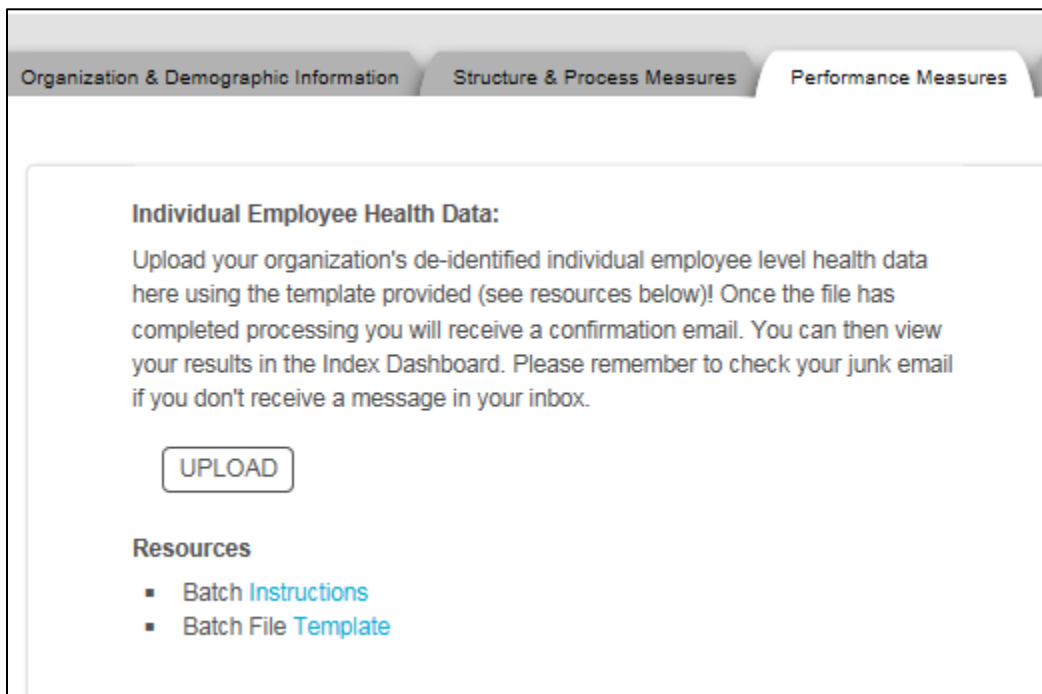 Organization & Demographic Information Structure & Process Measures Performance Measures
Individual Employee Health Data:
Upload your organization's de-identified individual employee level health data
here using the template provided (see resources below)! Once the file has
completed processing you will receive a confirmation email. You can then view
your results in the Index Dashboard. Please remember to check your junk email
if you don't receive a message in your inbox.
UPLOAD
Resources
▪ Batch Instructions
▪ Batch File Template